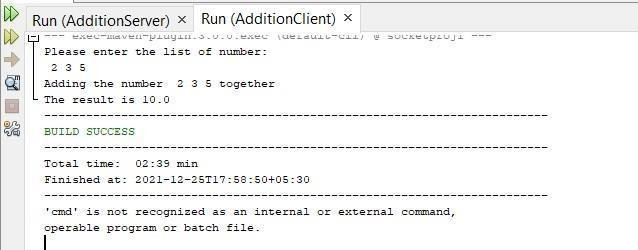 Run (AdditionServer) × Run (AdditionClient) ×
--- exec-maven-plugin:3.0.0:exec (default-cli) @ socketproj1 ---
Please enter the list of number:
2 3 5
Adding the number  2 3 5 together
The result is 10.0
------------------------------------------------------------------------
BUILD SUCCESS
------------------------------------------------------------------------
Total time:  02:39 min
Finished at: 2021-12-25T17:58:50+05:30
------------------------------------------------------------------------
'cmd' is not recognized as an internal or external command,
operable program or batch file.